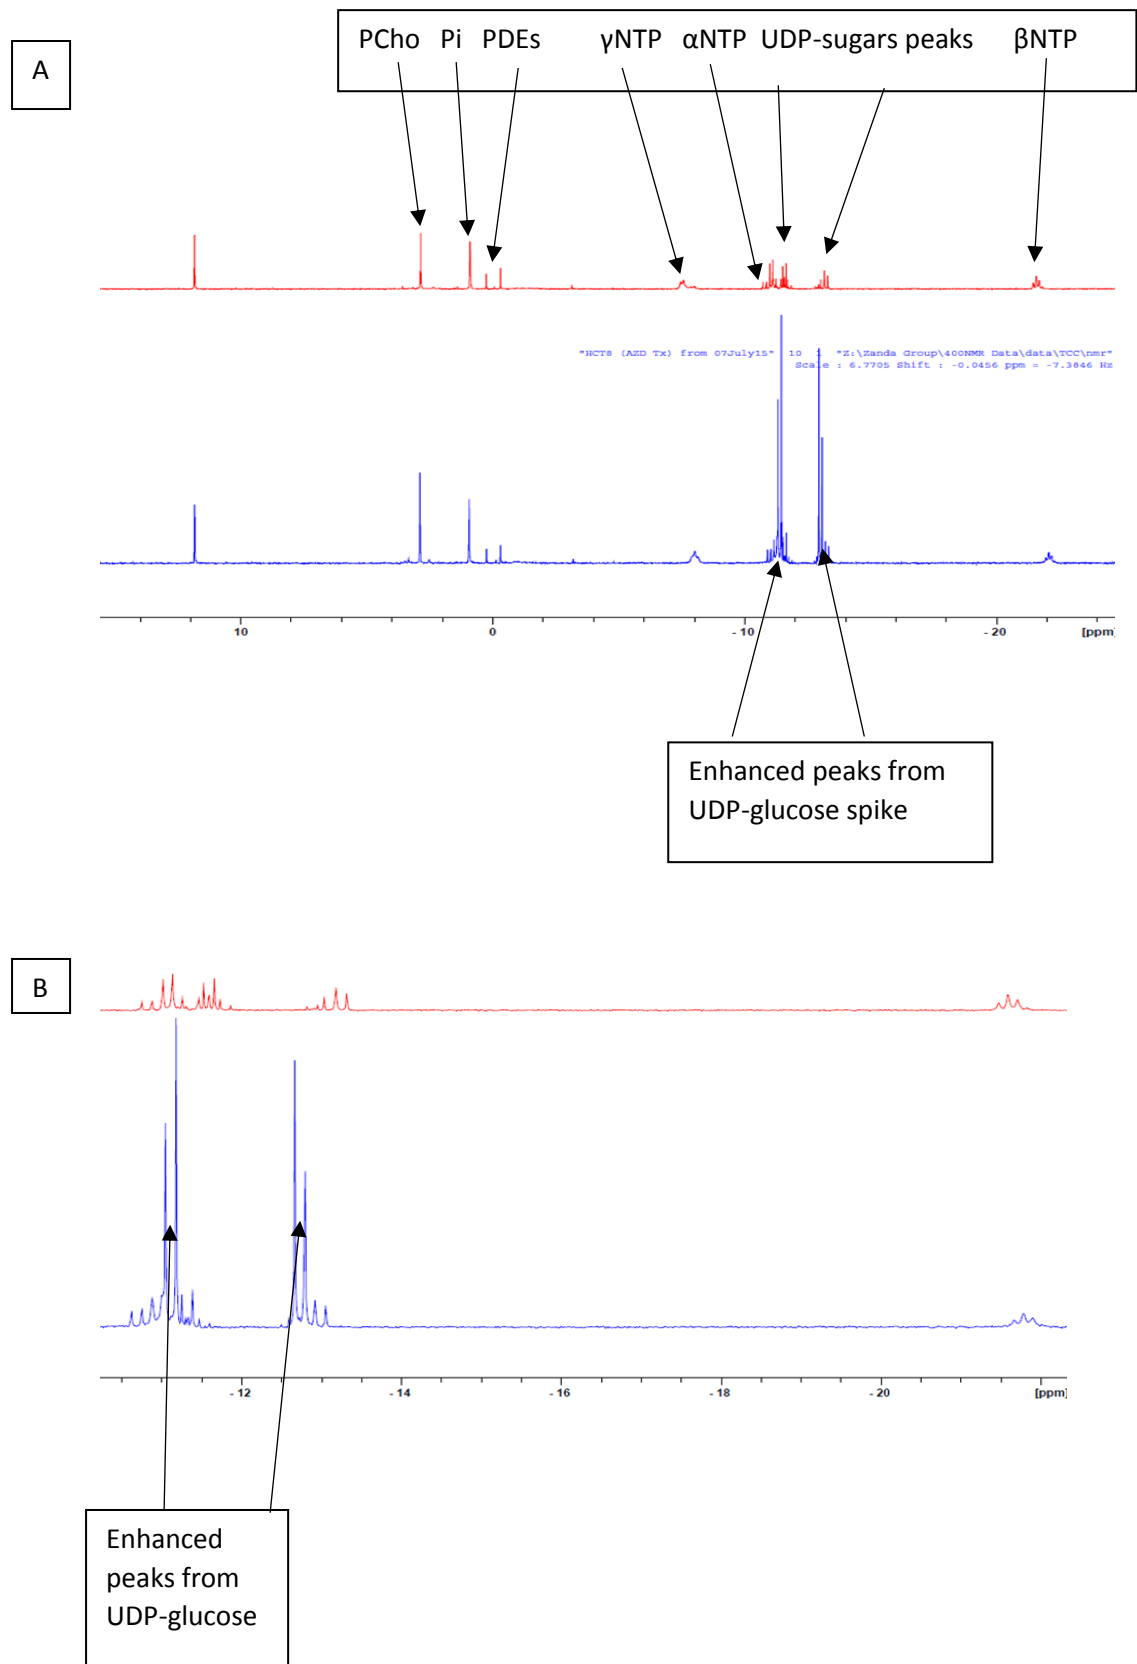 A
PCho Pi PDEs γNTP αNTP UDP-sugars peaks βNTP
"HCT8 (AZD Tx) from 07July15" 10 1 "Z:\Zanda Group\400NMR Data\data\TCC\nmr"
Scale : 6.7705 Shift : -0.0456 ppm = -7.3846 Hz
10 0 - 10 - 20 [ppm]
Enhanced peaks from
UDP-glucose spike
B
- 12 - 14 - 16 - 18 - 20 [ppm]
Enhanced
peaks from
UDP-glucose